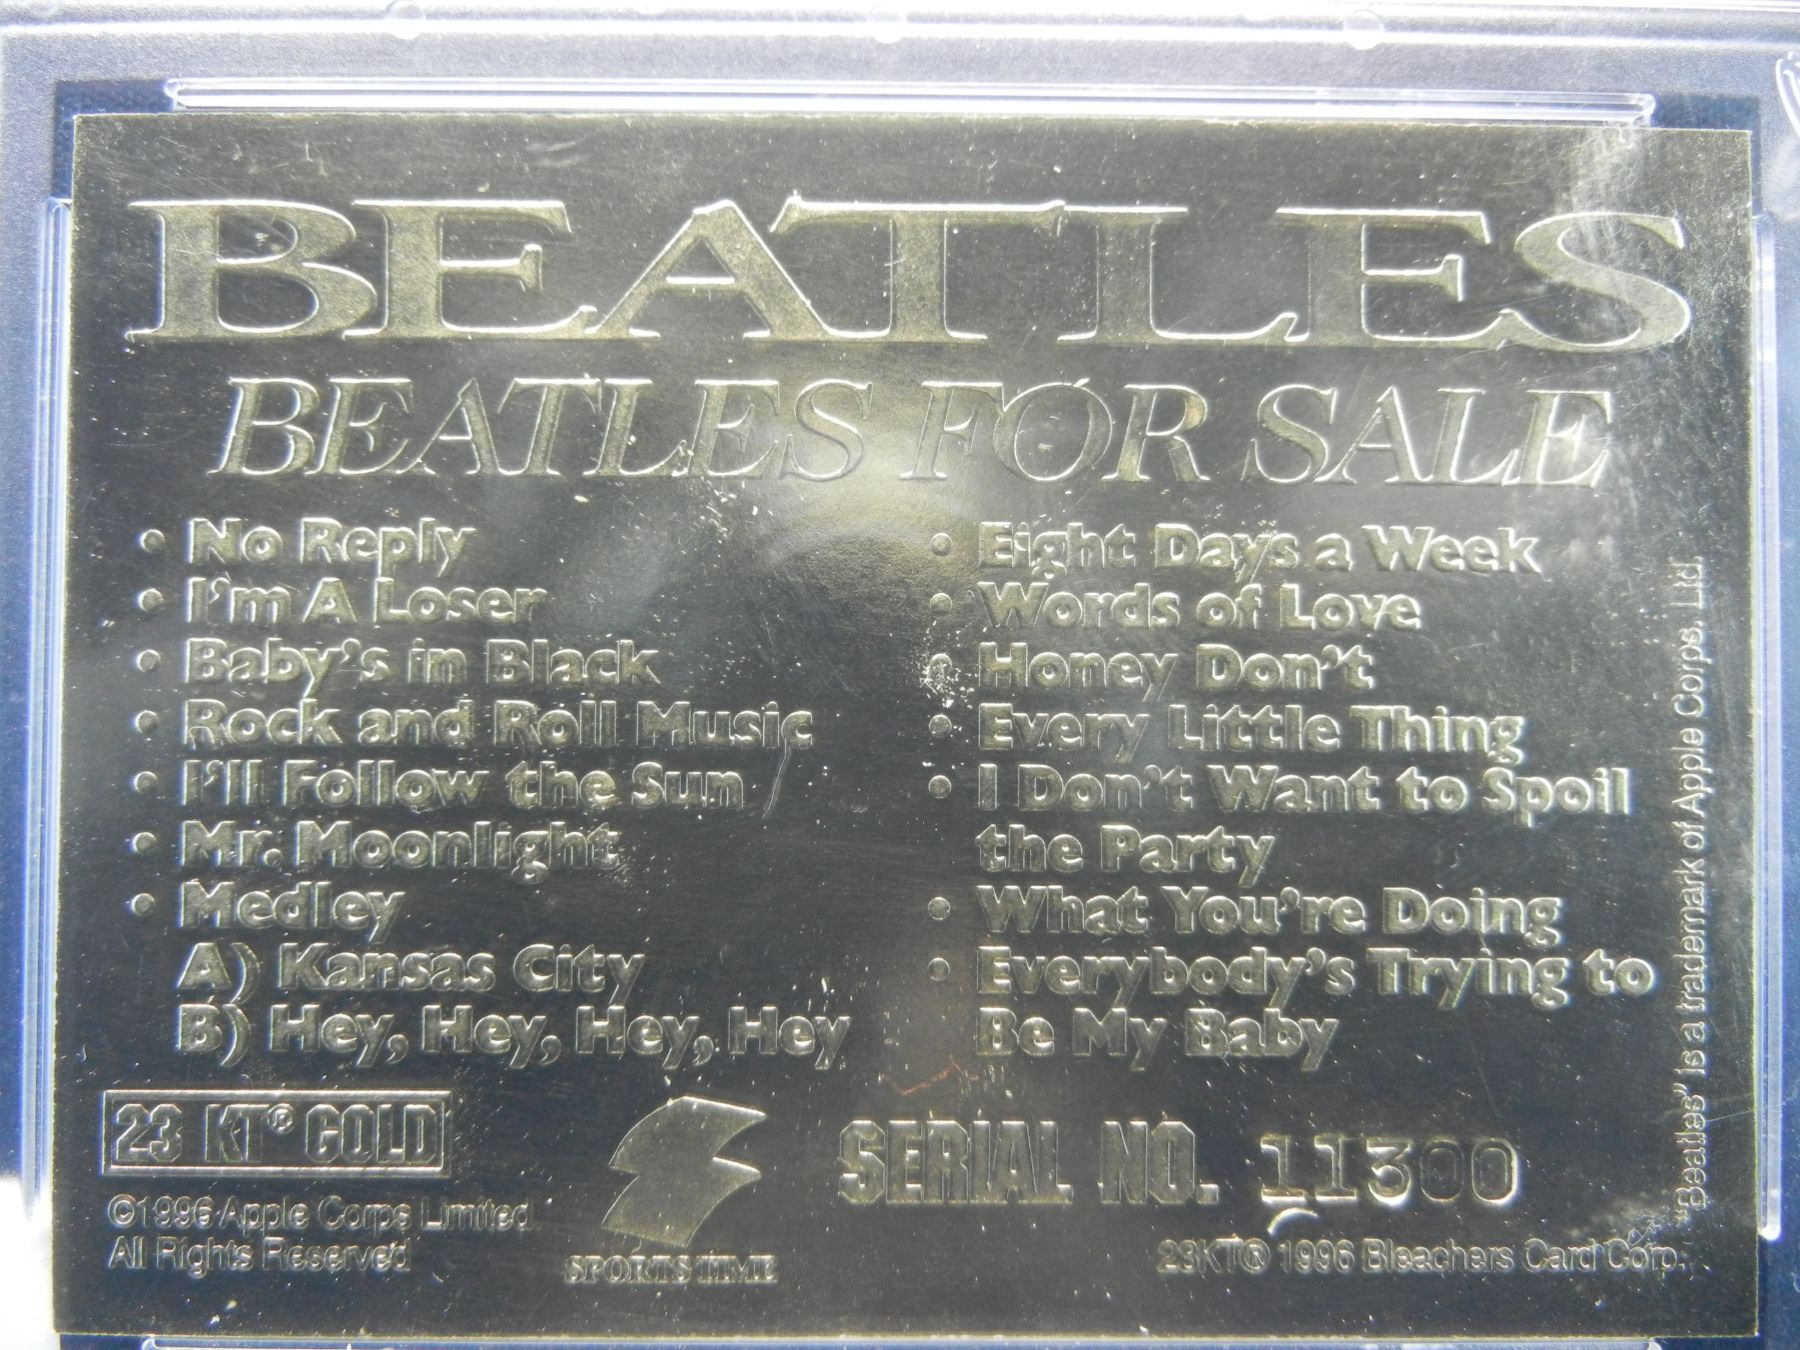 BEATLES
BEATLES FOR SALE
• No Reply
• I'm A Loser
• Baby's in Black
• Rock and Roll Music
• I'll Follow the Sun
• Mr. Moonlight
• Medley
A) Kansas City
B) Hey, Hey, Hey, Hey
• Eight Days a Week
• Words of Love
• Honey Don't
• Every Little Thing
• I Don't Want to Spoil
the Party
• What You're Doing
• Everybody's Trying to
Be My Baby
"Beatles" is a trademark of Apple Corps. Ltd.
23 KT® GOLD
©1996 Apple Corps Limited.
All Rights Reserved
SPORTS TIME
SERIAL NO. 11300
23KT® 1996 Bleachers Card Corp.